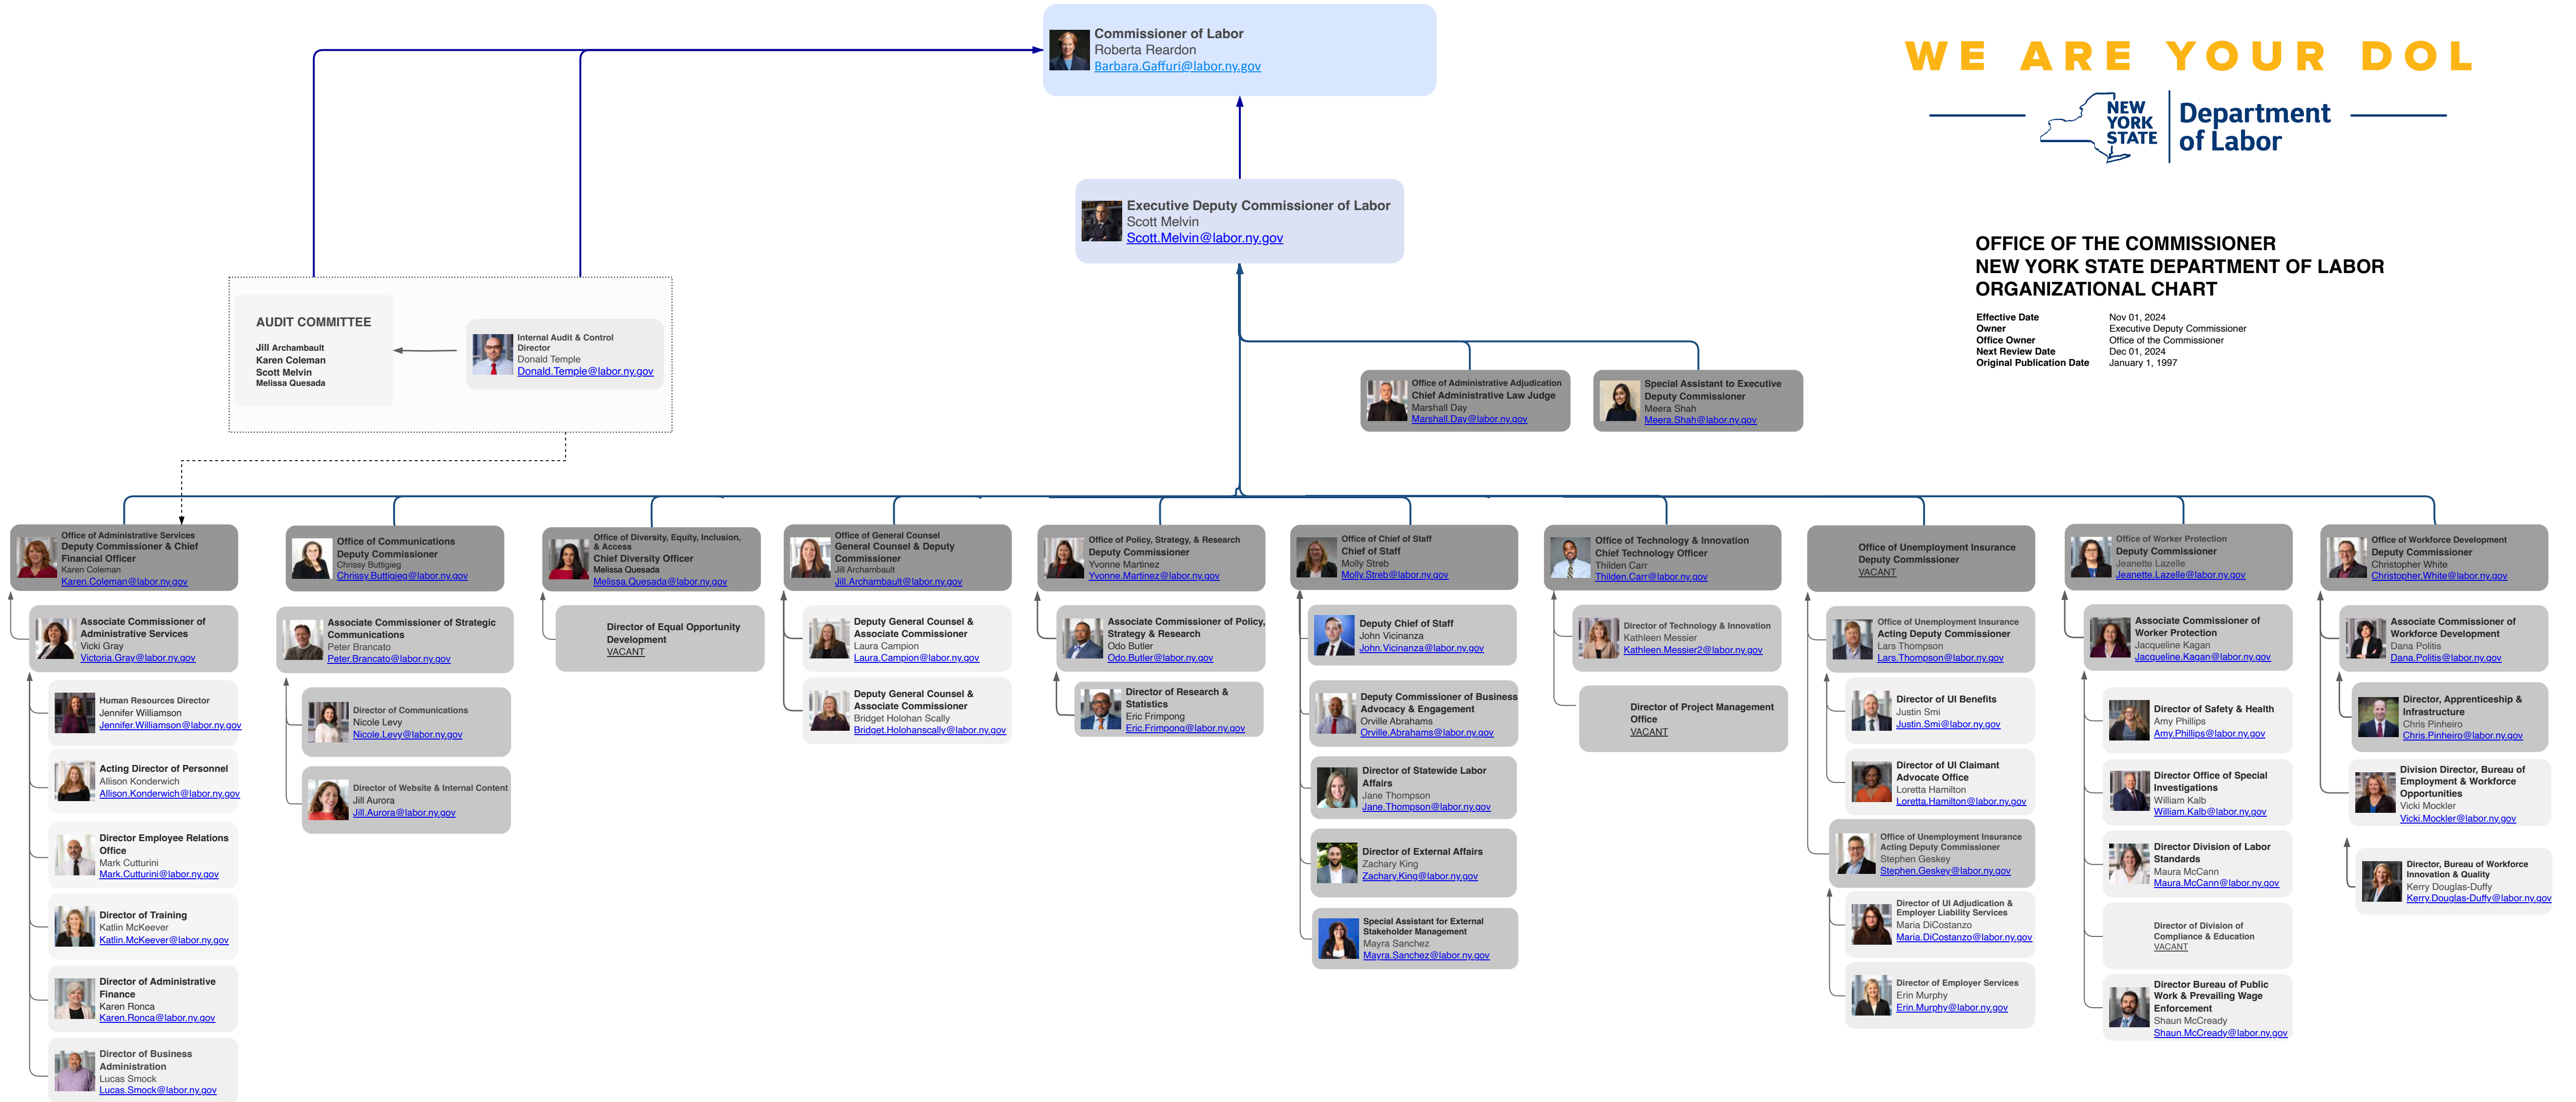 Commissioner of Labor
Roberta Reardon
Barbara.Gaffuri@labor.ny.gov
WE ARE YOUR DOL
NEW
YORK
STATE
Department
of Labor
Executive Deputy Commissioner of Labor
Scott Melvin
Scott.Melvin@labor.ny.gov
OFFICE OF THE COMMISSIONER
NEW YORK STATE DEPARTMENT OF LABOR
ORGANIZATIONAL CHART
Effective Date Nov 01, 2024
Owner Executive Deputy Commissioner
Office Owner Office of the Commissioner
Next Review Date Dec 01, 2024
Original Publication Date January 1, 1997
AUDIT COMMITTEE
Jill Archambault
Karen Coleman
Scott Melvin
Melissa Quesada
Internal Audit & Control
Director
Donald Temple
Donald.Temple@labor.ny.gov
Office of Administrative Adjudication
Chief Administrative Law Judge
Marshall Day
Marshall.Day@labor.ny.gov
Special Assistant to Executive
Deputy Commissioner
Meera Shah
Meera.Shah@labor.ny.gov
Office of Administrative Services
Deputy Commissioner & Chief
Financial Officer
Karen Coleman
Karen.Coleman@labor.ny.gov
Associate Commissioner of
Administrative Services
Vicki Gray
Victoria.Gray@labor.ny.gov
Human Resources Director
Jennifer Williamson
Jennifer.Williamson@labor.ny.gov
Acting Director of Personnel
Allison Konderwich
Allison.Konderwich@labor.ny.gov
Director Employee Relations
Office
Mark Cutturini
Mark.Cutturini@labor.ny.gov
Director of Training
Katlin McKeever
Katlin.McKeever@labor.ny.gov
Director of Administrative
Finance
Karen Ronca
Karen.Ronca@labor.ny.gov
Director of Business
Administration
Lucas Smock
Lucas.Smock@labor.ny.gov
Office of Communications
Deputy Commissioner
Chrissy Buttigieg
Chrissy.Buttigieg@labor.ny.gov
Associate Commissioner of Strategic
Communications
Peter Brancato
Peter.Brancato@labor.ny.gov
Director of Communications
Nicole Levy
Nicole.Levy@labor.ny.gov
Director of Website & Internal Content
Jill Aurora
Jill.Aurora@labor.ny.gov
Office of Diversity, Equity, Inclusion,
& Access
Chief Diversity Officer
Melissa Quesada
Melissa.Quesada@labor.ny.gov
Director of Equal Opportunity
Development
VACANT
Office of General Counsel
General Counsel & Deputy
Commissioner
Jill Archambault
Jill.Archambault@labor.ny.gov
Deputy General Counsel &
Associate Commissioner
Laura Campion
Laura.Campion@labor.ny.gov
Deputy General Counsel &
Associate Commissioner
Bridget Holohan Scally
Bridget.Holohanscally@labor.ny.gov
Office of Policy, Strategy, & Research
Deputy Commissioner
Yvonne Martinez
Yvonne.Martinez@labor.ny.gov
Associate Commissioner of Policy,
Strategy & Research
Odo Butler
Odo.Butler@labor.ny.gov
Director of Research &
Statistics
Eric Frimpong
Eric.Frimpong@labor.ny.gov
Office of Chief of Staff
Chief of Staff
Molly Streb
Molly.Streb@labor.ny.gov
Deputy Chief of Staff
John Vicinanza
John.Vicinanza@labor.ny.gov
Deputy Commissioner of Business
Advocacy & Engagement
Orville Abrahams
Orville.Abrahams@labor.ny.gov
Director of Statewide Labor
Affairs
Jane Thompson
Jane.Thompson@labor.ny.gov
Director of External Affairs
Zachary King
Zachary.King@labor.ny.gov
Special Assistant for External
Stakeholder Management
Mayra Sanchez
Mayra.Sanchez@labor.ny.gov
Office of Technology & Innovation
Chief Technology Officer
Thilden Carr
Thilden.Carr@labor.ny.gov
Director of Technology & Innovation
Kathleen Messier
Kathleen.Messier2@labor.ny.gov
Director of Project Management
Office
VACANT
Office of Unemployment Insurance
Deputy Commissioner
VACANT
Office of Unemployment Insurance
Acting Deputy Commissioner
Lars Thompson
Lars.Thompson@labor.ny.gov
Director of UI Benefits
Justin Smi
Justin.Smi@labor.ny.gov
Director of UI Claimant
Advocate Office
Loretta Hamilton
Loretta.Hamilton@labor.ny.gov
Office of Unemployment Insurance
Acting Deputy Commissioner
Stephen Geskey
Stephen.Geskey@labor.ny.gov
Director of UI Adjudication &
Employer Liability Services
Maria DiCostanzo
Maria.DiCostanzo@labor.ny.gov
Director of Employer Services
Erin Murphy
Erin.Murphy@labor.ny.gov
Office of Worker Protection
Deputy Commissioner
Jeanette Lazelle
Jeanette.Lazelle@labor.ny.gov
Associate Commissioner of
Worker Protection
Jacqueline Kagan
Jacqueline.Kagan@labor.ny.gov
Director of Safety & Health
Amy Phillips
Amy.Phillips@labor.ny.gov
Director Office of Special
Investigations
William Kalb
William.Kalb@labor.ny.gov
Director Division of Labor
Standards
Maura McCann
Maura.McCann@labor.ny.gov
Director of Division of
Compliance & Education
VACANT
Director Bureau of Public
Work & Prevailing Wage
Enforcement
Shaun McCready
Shaun.McCready@labor.ny.gov
Office of Workforce Development
Deputy Commissioner
Christopher White
Christopher.White@labor.ny.gov
Associate Commissioner of
Workforce Development
Dana Politis
Dana.Politis@labor.ny.gov
Director, Apprenticeship &
Infrastructure
Chris Pinheiro
Chris.Pinheiro@labor.ny.gov
Division Director, Bureau of
Employment & Workforce
Opportunities
Vicki Mockler
Vicki.Mockler@labor.ny.gov
Director, Bureau of Workforce
Innovation & Quality
Kerry Douglas-Duffy
Kerry.Douglas-Duffy@labor.ny.gov